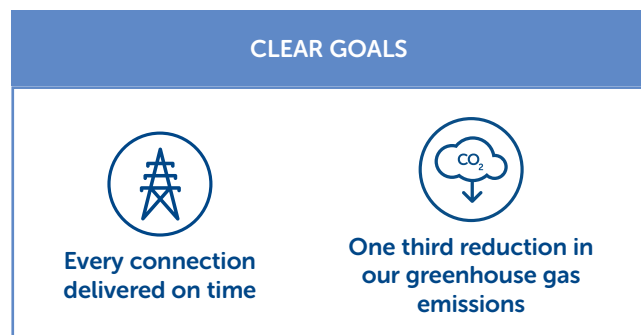 CLEAR GOALS
Every connection
delivered on time
CO₂
One third reduction in
our greenhouse gas
emissions